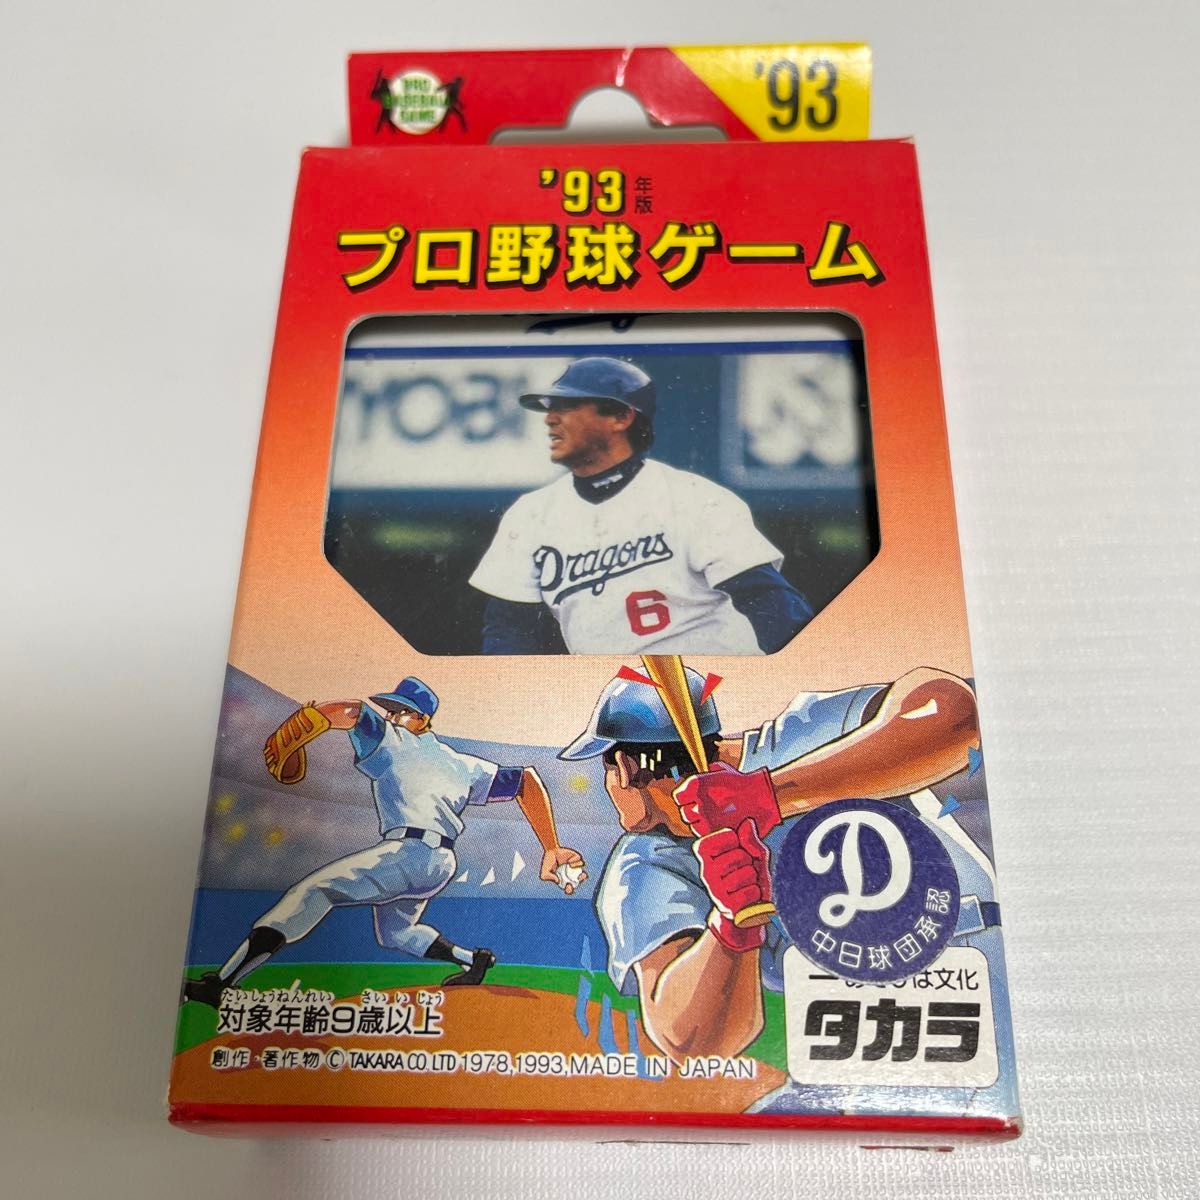 PRO
BASEBALL
GAME
'93
'93年版
プロ野球ゲーム
YOBI
Dragons
6
D
中日球団承認
は文化
タカラ
たいしょうねんれい さいいじょう
対象年齢9歳以上
創作・著作物 © TAKARA CO. LTD 1978,1993, MADE IN JAPAN